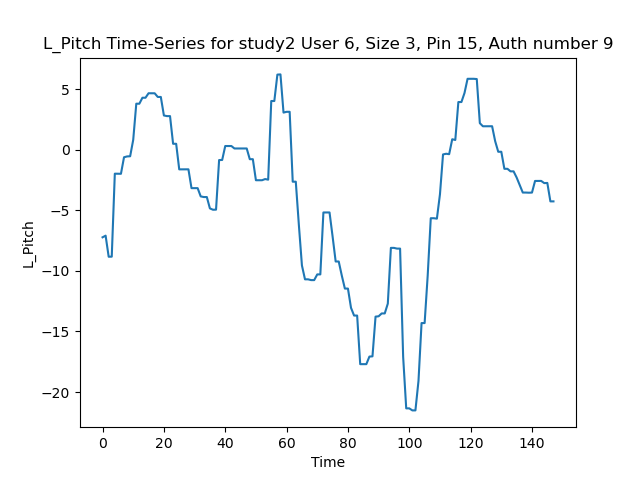 L_Pitch Time-Series for study2 User 6, Size 3, Pin 15, Auth number 9
5
0
−5
−10
−15
−20
L_Pitch
0 20 40 60 80 100 120 140
Time